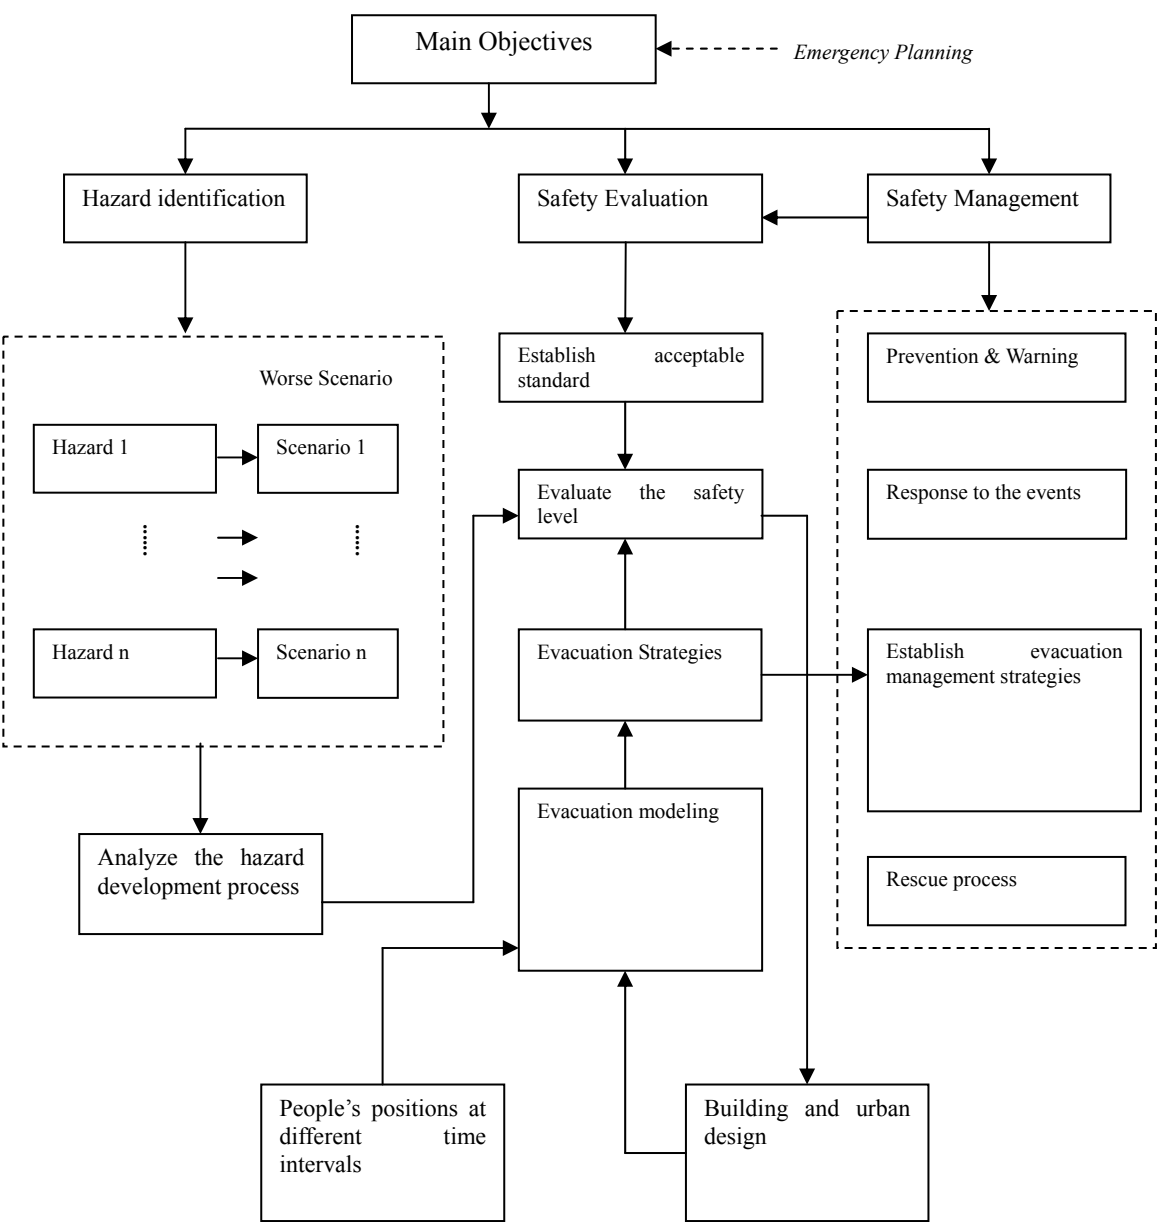 Main Objectives
Emergency Planning
Hazard identification
Safety Evaluation
Safety Management
Worse Scenario
Hazard 1
Scenario 1
Hazard n
Scenario n
Analyze the hazard
development process
Establish acceptable
standard
Evaluate the safety
level
Evacuation Strategies
Evacuation modeling
People's positions at
different time
intervals
Building and urban
design
Prevention & Warning
Response to the events
Establish evacuation
management strategies
Rescue process